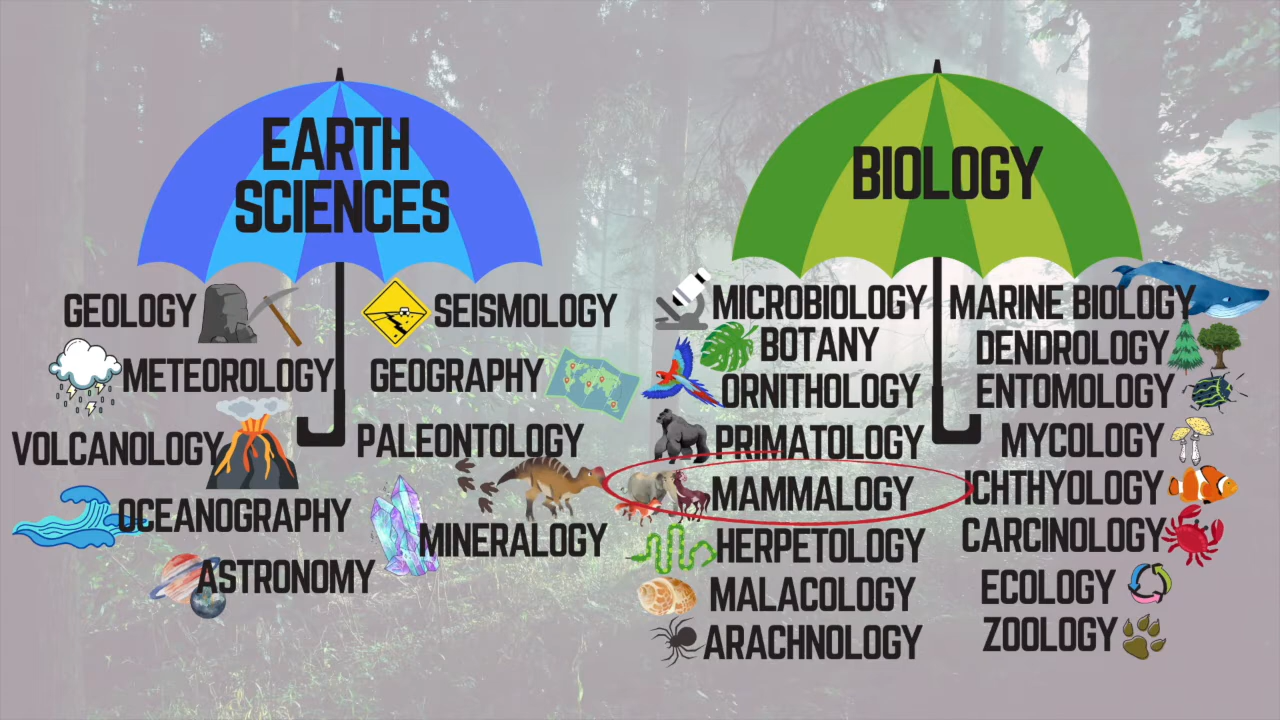 EARTH
SCIENCES
GEOLOGY
SEISMOLOGY
METEOROLOGY
GEOGRAPHY
VOLCANOLOGY
PALEONTOLOGY
OCEANOGRAPHY
MINERALOGY
ASTRONOMY
BIOLOGY
MICROBIOLOGY
MARINE BIOLOGY
BOTANY
DENDROLOGY
ORNITHOLOGY
ENTOMOLOGY
PRIMATOLOGY
MYCOLOGY
MAMMALOGY
ICHTHYOLOGY
HERPETOLOGY
CARCINOLOGY
MALACOLOGY
ECOLOGY
ARACHNOLOGY
ZOOLOGY